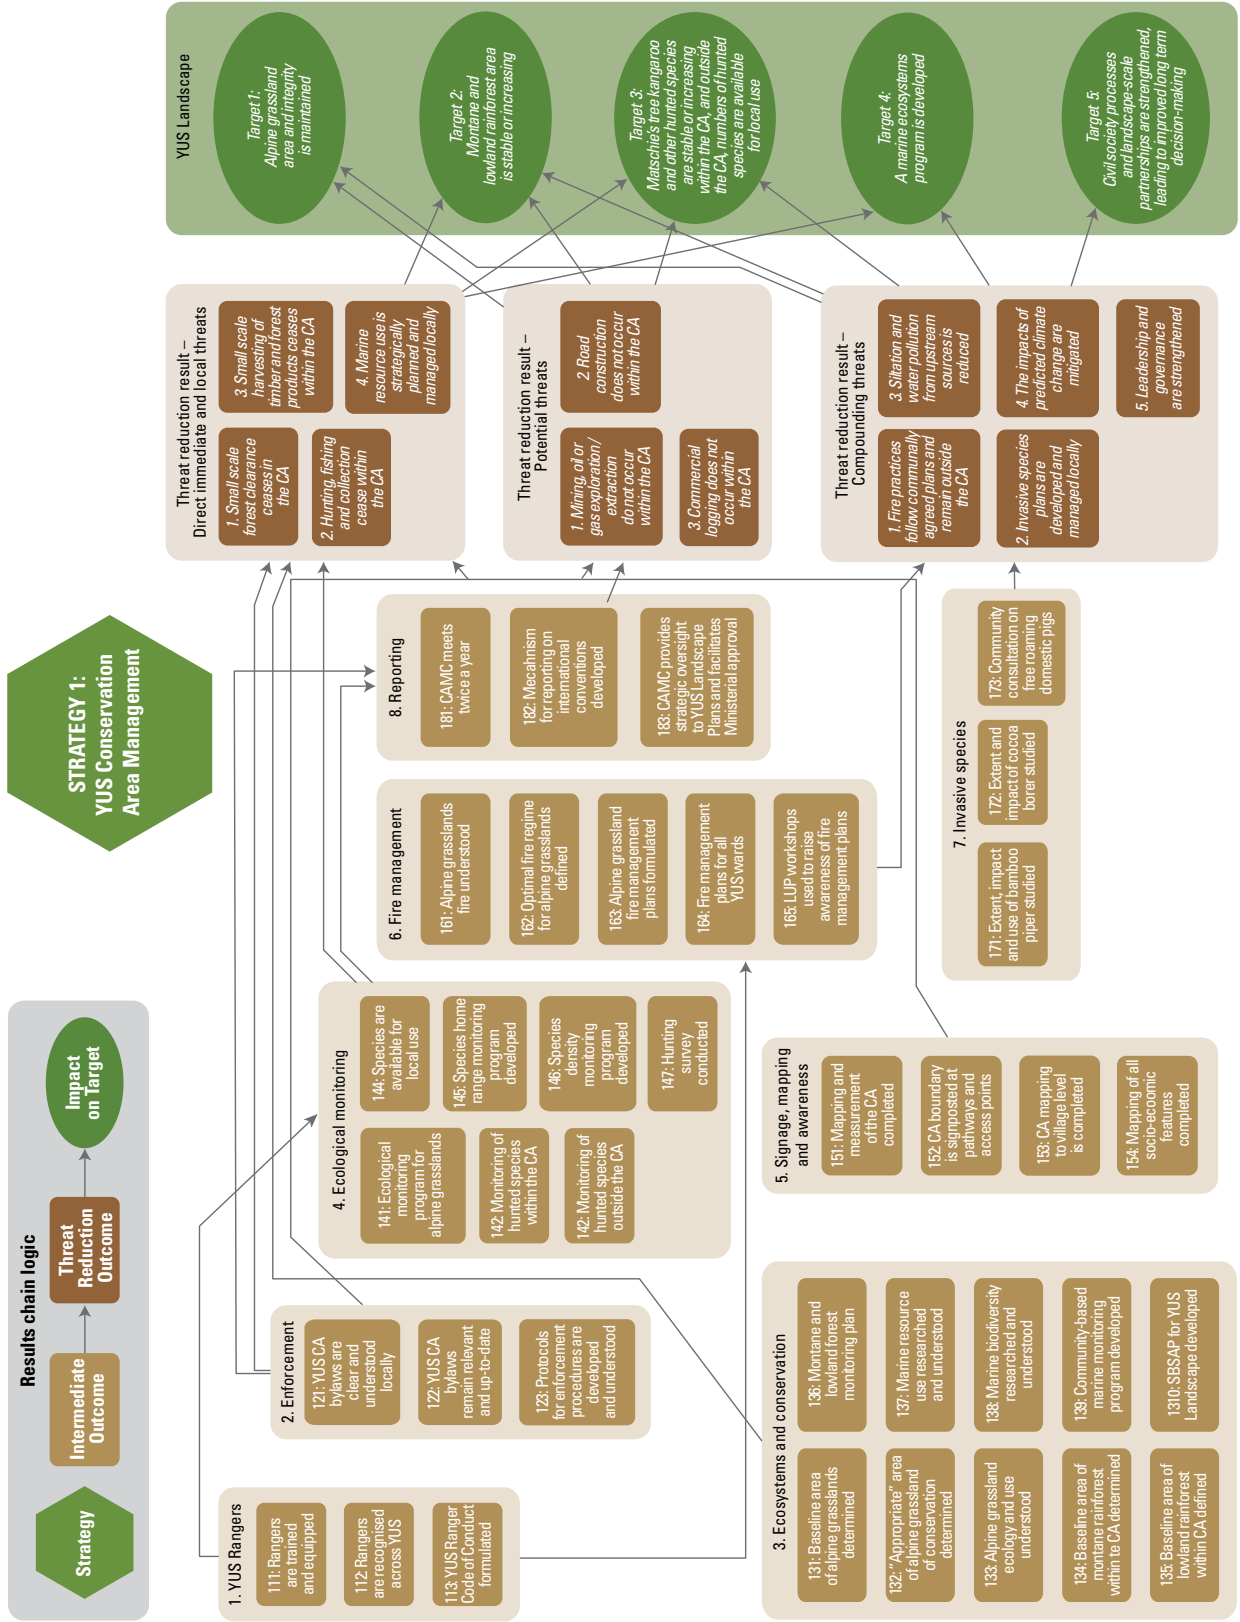 Results chain logic
Strategy
Intermediate
Outcome
Threat
Reduction
Outcome
Impact
on Target
STRATEGY 1:
YUS Conservation
Area Management
1. YUS Rangers
111: Rangers
are trained
and equipped
112: Rangers
are recognised
across YUS
113: YUS Ranger
Code of Conduct
formulated
2. Enforcement
121: YUS CA
bylaws are
clear and
understood
locally
122: YUS CA
bylaws
remain relevant
and up-to-date
123: Protocols
for enforcement
procedures are
developed
and understood
3. Ecosystems and conservation
131: Baseline area
of alpine grasslands
determined
132: “Appropriate” area
of alpine grassland
of conservation
determined
133: Alpine grassland
ecology and use
understood
134: Baseline area of
montane rainforest
within te CA determined
135: Baseline area of
lowland rainforest
within CA defined
136: Montane and
lowland forest
monitoring plan
137: Marine resource
use researched
and understood
138: Marine biodiversity
researched and
understood
139: Community-based
marine monitoring
program developed
1310: SBSAP for YUS
Landscape developed
4. Ecological monitoring
141: Ecological
monitoring
program for
alpine grasslands
142: Monitoring of
hunted species
within the CA
142: Monitoring of
hunted species
outside the CA
144: Species are
available for
local use
145: Species home
range monitoring
program
developed
146: Species
density
monitoring
program developed
147: Hunting
survey
conducted
5. Signage, mapping
and awareness
151: Mapping and
measurement
of the CA
completed
152: CA boundary
is signposted at
pathways and
access points
153: CA mapping
to village level
is completed
154: Mapping of all
socio-ecoomic
features
completed
6. Fire management
161: Alpine grasslands
fire understood
162: Optimal fire regime
for alpine grasslands
defined
163: Alpine grassland
fire management
plans formulated
164: Fire management
plans for all
YUS wards
165: LUP workshops
used to raise
awareness of fire
management plans
7. Invasive species
171: Extent, impact
and use of bamboo
piper studied
172: Extent and
impact of cocoa
borer studied
173: Community
consultation on
free roaming
domestic pigs
8. Reporting
181: CAMC meets
twice a year
182: Mecahnism
for reporting on
international
conventions
developed
183: CAMC provides
strategic oversight
to YUS Landscape
Plans and facilitates
Ministerial approval
Threat reduction result –
Direct immediate and local threats
1. Small scale
forest clearance
ceases in
the CA
2. Hunting, fishing
and collection
cease within
the CA
3. Small scale
harvesting of
timber and forest
products ceases
within the CA
4. Marine
resource use is
strategically
planned and
managed locally
Threat reduction result –
Potential threats
1. Mining, oil or
gas exploration/
extraction
do not occur
within the CA
2. Road
construction
does not occur
within the CA
3. Commercial
logging does not
occur within
the CA
Threat reduction result –
Compounding threats
1. Fire practices
follow communally
agreed plans and
remain outside
the CA
2. Invasive species
plans are
developed and
managed locally
3. Siltation and
water pollution
from upstream
sources is
reduced
4. The impacts of
predicted climate
change are
mitigated
5. Leadership and
governance
are strengthened
YUS Landscape
Target 1:
Alpine grassland
area and integrity
is maintained
Target 2:
Montane and
lowland rainforest area
is stable or increasing
Target 3:
Matschie's tree kangaroo
and other hunted species
are stable or increasing
within the CA, and outside
the CA, numbers of hunted
species are available
for local use
Target 4:
A marine ecosystems
program is developed
Target 5:
Civil society processes
and landscape-scale
partnerships are strengthened,
leading to improved long term
decision-making